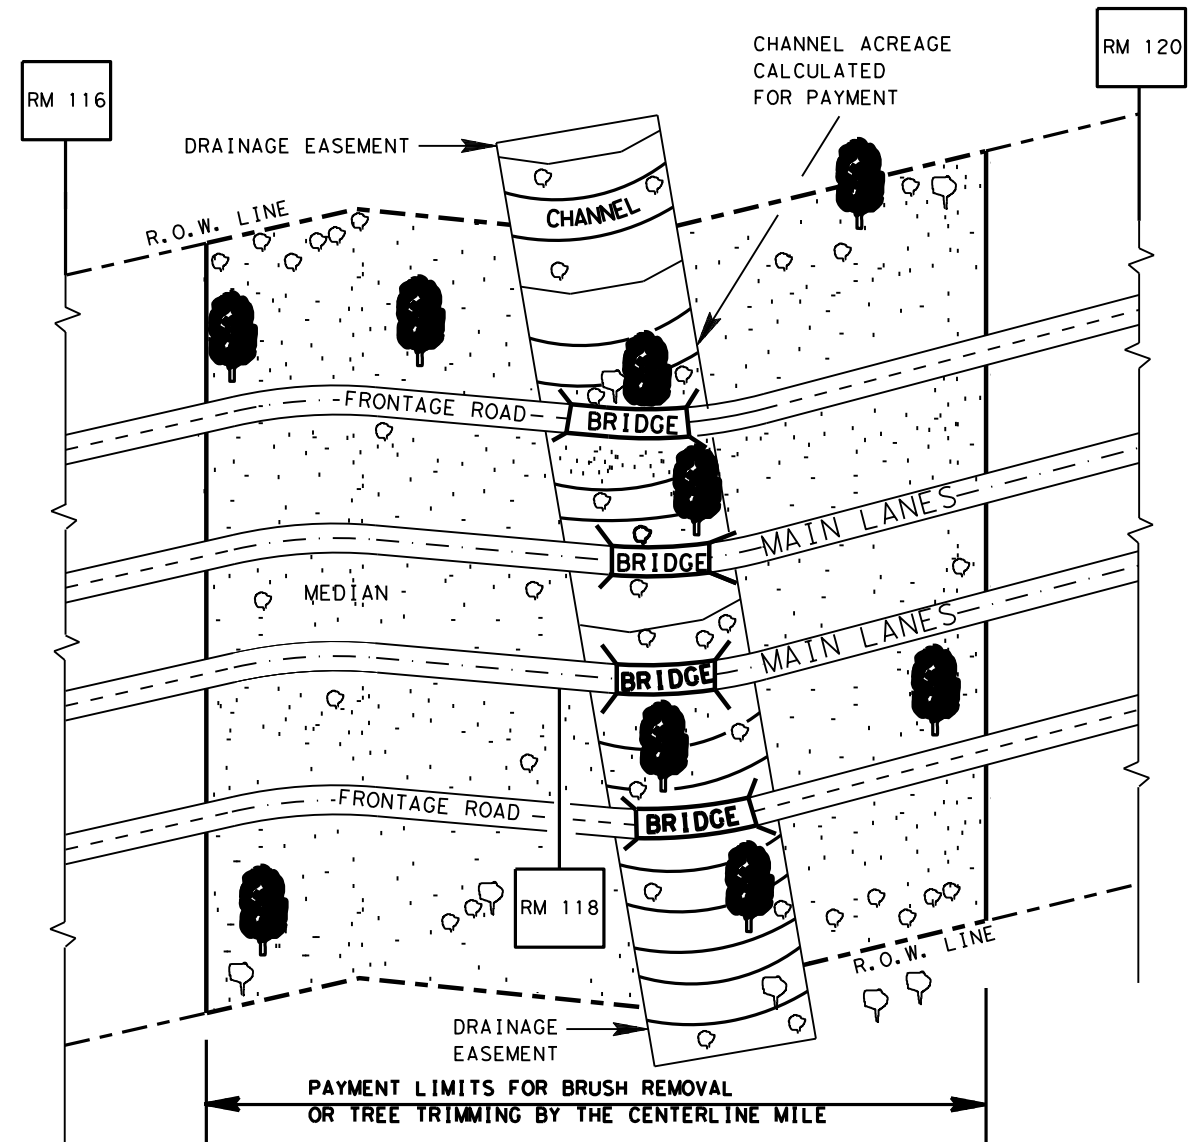 CHANNEL ACREAGE
CALCULATED
FOR PAYMENT
RM 120
RM 116
DRAINAGE EASEMENT
R.O.W. LINE
CHANNEL
FRONTAGE ROAD
BRIDGE
MAIN LANES
BRIDGE
MEDIAN
MAIN LANES
BRIDGE
FRONTAGE ROAD
BRIDGE
RM 118
R.O.W. LINE
DRAINAGE
EASEMENT
PAYMENT LIMITS FOR BRUSH REMOVAL
OR TREE TRIMMING BY THE CENTERLINE MILE